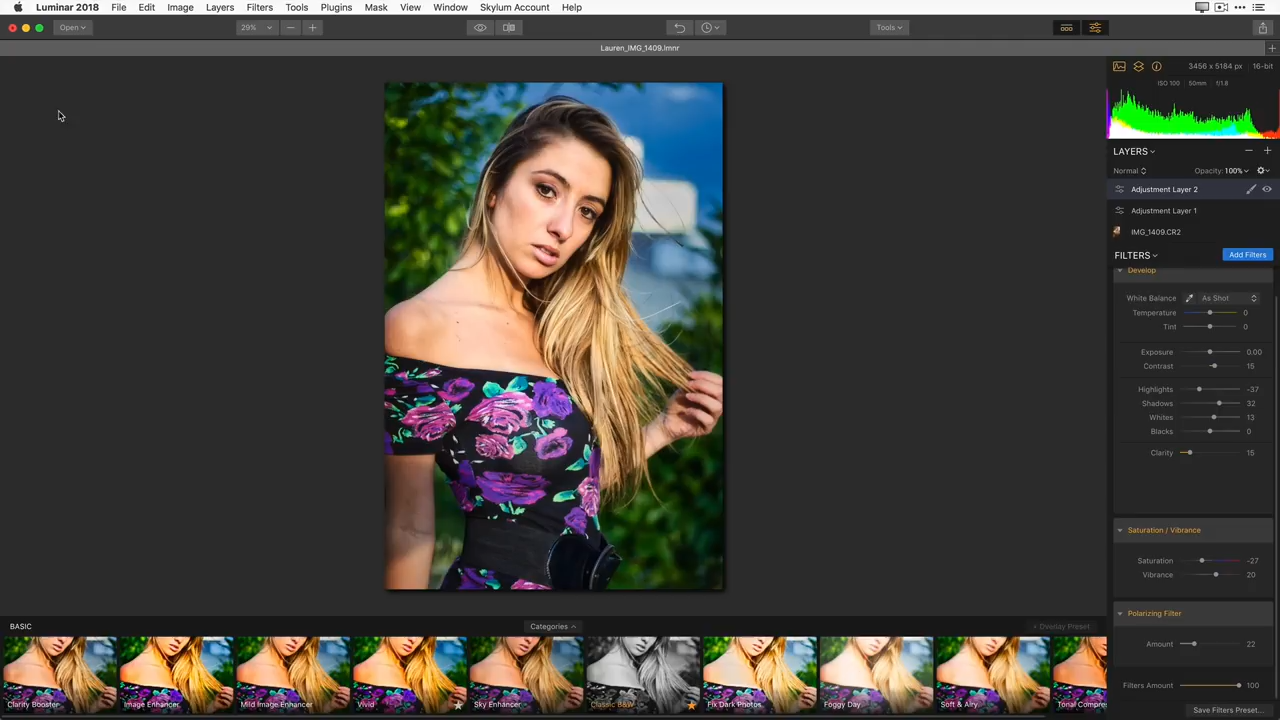 Luminar 2018 File Edit Image Layers Filters Tools Plugins Mask View Window Skylum Account Help
Open 29% Tools
Lauren_IMG_1409.lmnr
3456 x 5184 px 16-bit
ISO 100 50mm f/1.8
LAYERS
Normal Opacity: 100%
Adjustment Layer 2
Adjustment Layer 1
IMG_1409.CR2
FILTERS Add Filters
Develop
White Balance As Shot
Temperature 0
Tint 0
Exposure 0.00
Contrast 15
Highlights -37
Shadows 32
Whites 13
Blacks 0
Clarity 15
Saturation / Vibrance
Saturation -27
Vibrance 20
Polarizing Filter
Amount 22
Filters Amount 100
Save Filters Preset...
BASIC Categories + Overlay Preset
Clarity Booster Image Enhancer Mild Image Enhancer Vivid Sky Enhancer Classic B&W Fix Dark Photos Foggy Day Soft & Airy Tonal Compres